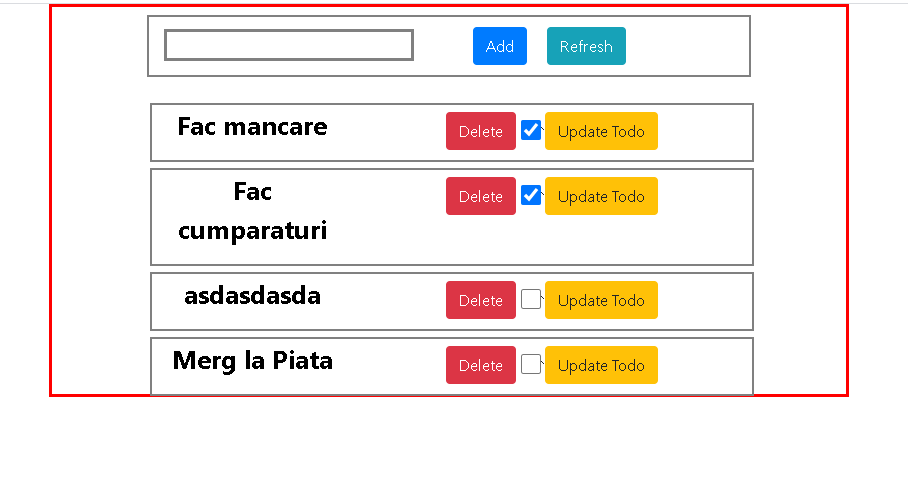 Add Refresh
Fac mancare Delete Update Todo
Fac Delete Update Todo
cumparaturi
asdasdasda Delete Update Todo
Merg la Piata Delete Update Todo